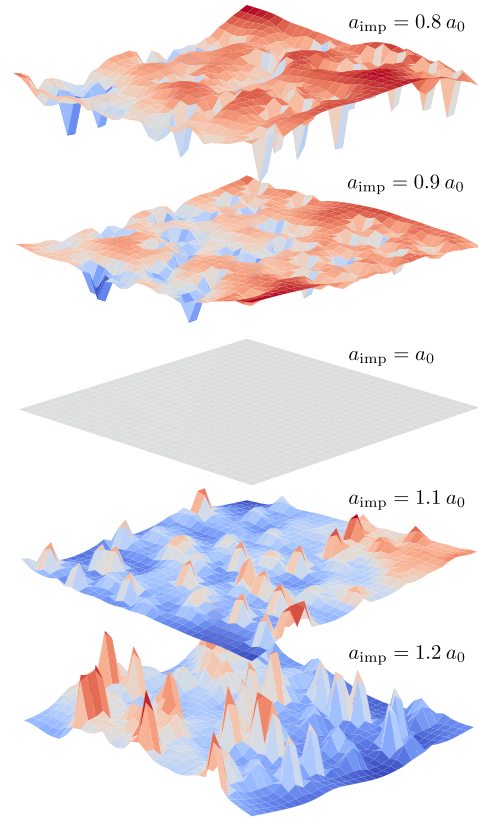 a_imp = 0.8 a_0
a_imp = 0.9 a_0
a_imp = a_0
a_imp = 1.1 a_0
a_imp = 1.2 a_0